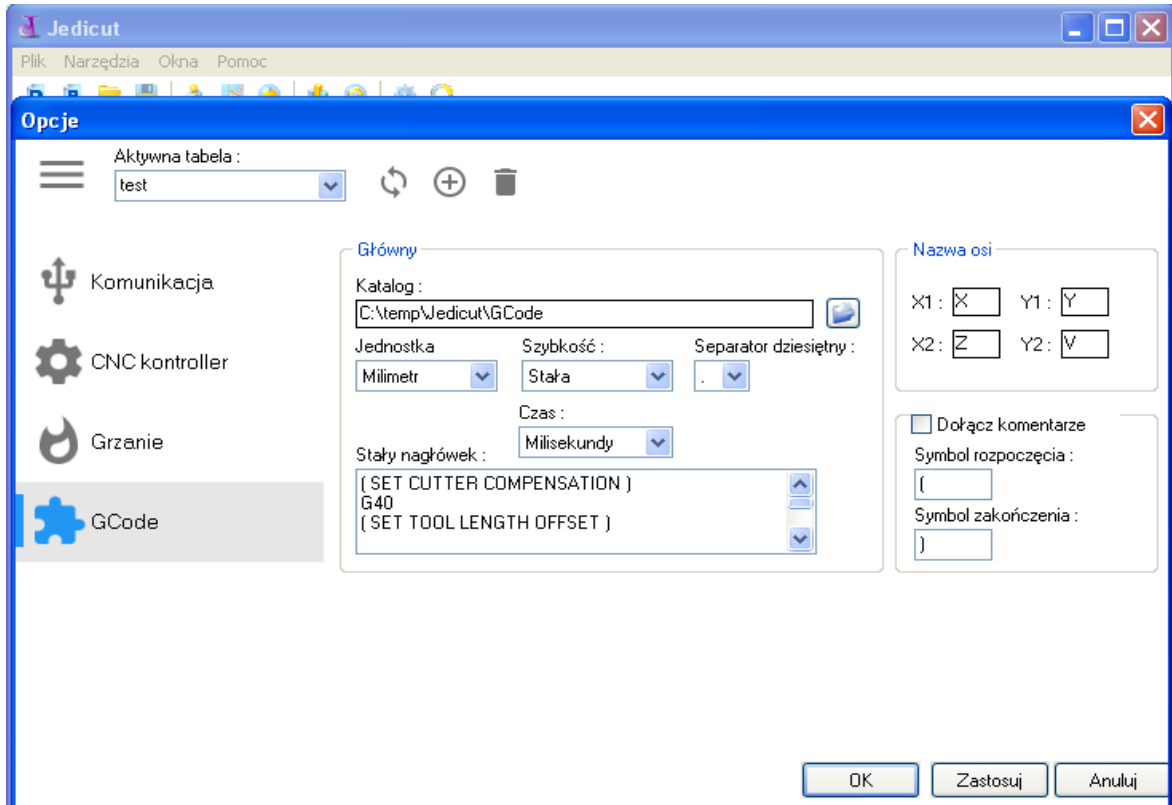 Jedicut
Plik Narzędzia Okna Pomoc
Opcje
Aktywna tabela :
test
Komunikacja
CNC kontroller
Grzanie
GCode
Główny
Katalog :
C:\temp\Jedicut\GCode
Jednostka Szybkość : Separator dziesiętny :
Milimetr Stała .
Czas :
Milisekundy
Stały nagłówek :
( SET CUTTER COMPENSATION )
G40
( SET TOOL LENGTH OFFSET )
Nazwa osi
X1 : X Y1 : Y
X2 : Z Y2 : V
Dołącz komentarze
Symbol rozpoczęcia :
(
Symbol zakończenia :
)
OK Zastosuj Anuluj